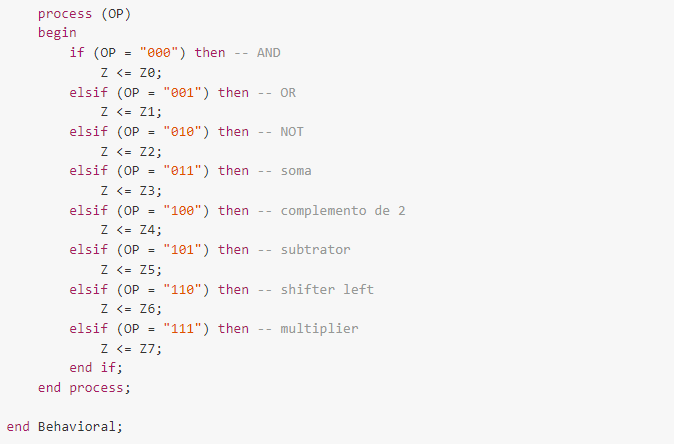 process (OP)
begin
if (OP = "000") then -- AND
Z <= Z0;
elsif (OP = "001") then -- OR
Z <= Z1;
elsif (OP = "010") then -- NOT
Z <= Z2;
elsif (OP = "011") then -- soma
Z <= Z3;
elsif (OP = "100") then -- complemento de 2
Z <= Z4;
elsif (OP = "101") then -- subtrator
Z <= Z5;
elsif (OP = "110") then -- shifter left
Z <= Z6;
elsif (OP = "111") then -- multiplier
Z <= Z7;
end if;
end process;
end Behavioral;